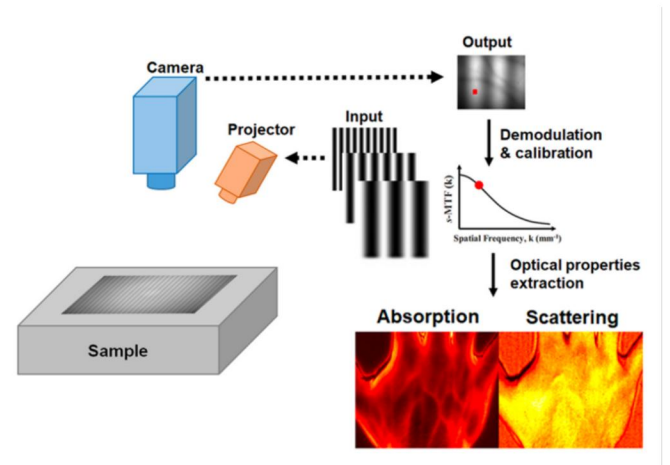 Output
Camera
Input
Projector
Demodulation
& calibration
s-MTF (k)
Spatial Frequency, k (mm⁻¹)
Optical properties
extraction
Absorption
Scattering
Sample